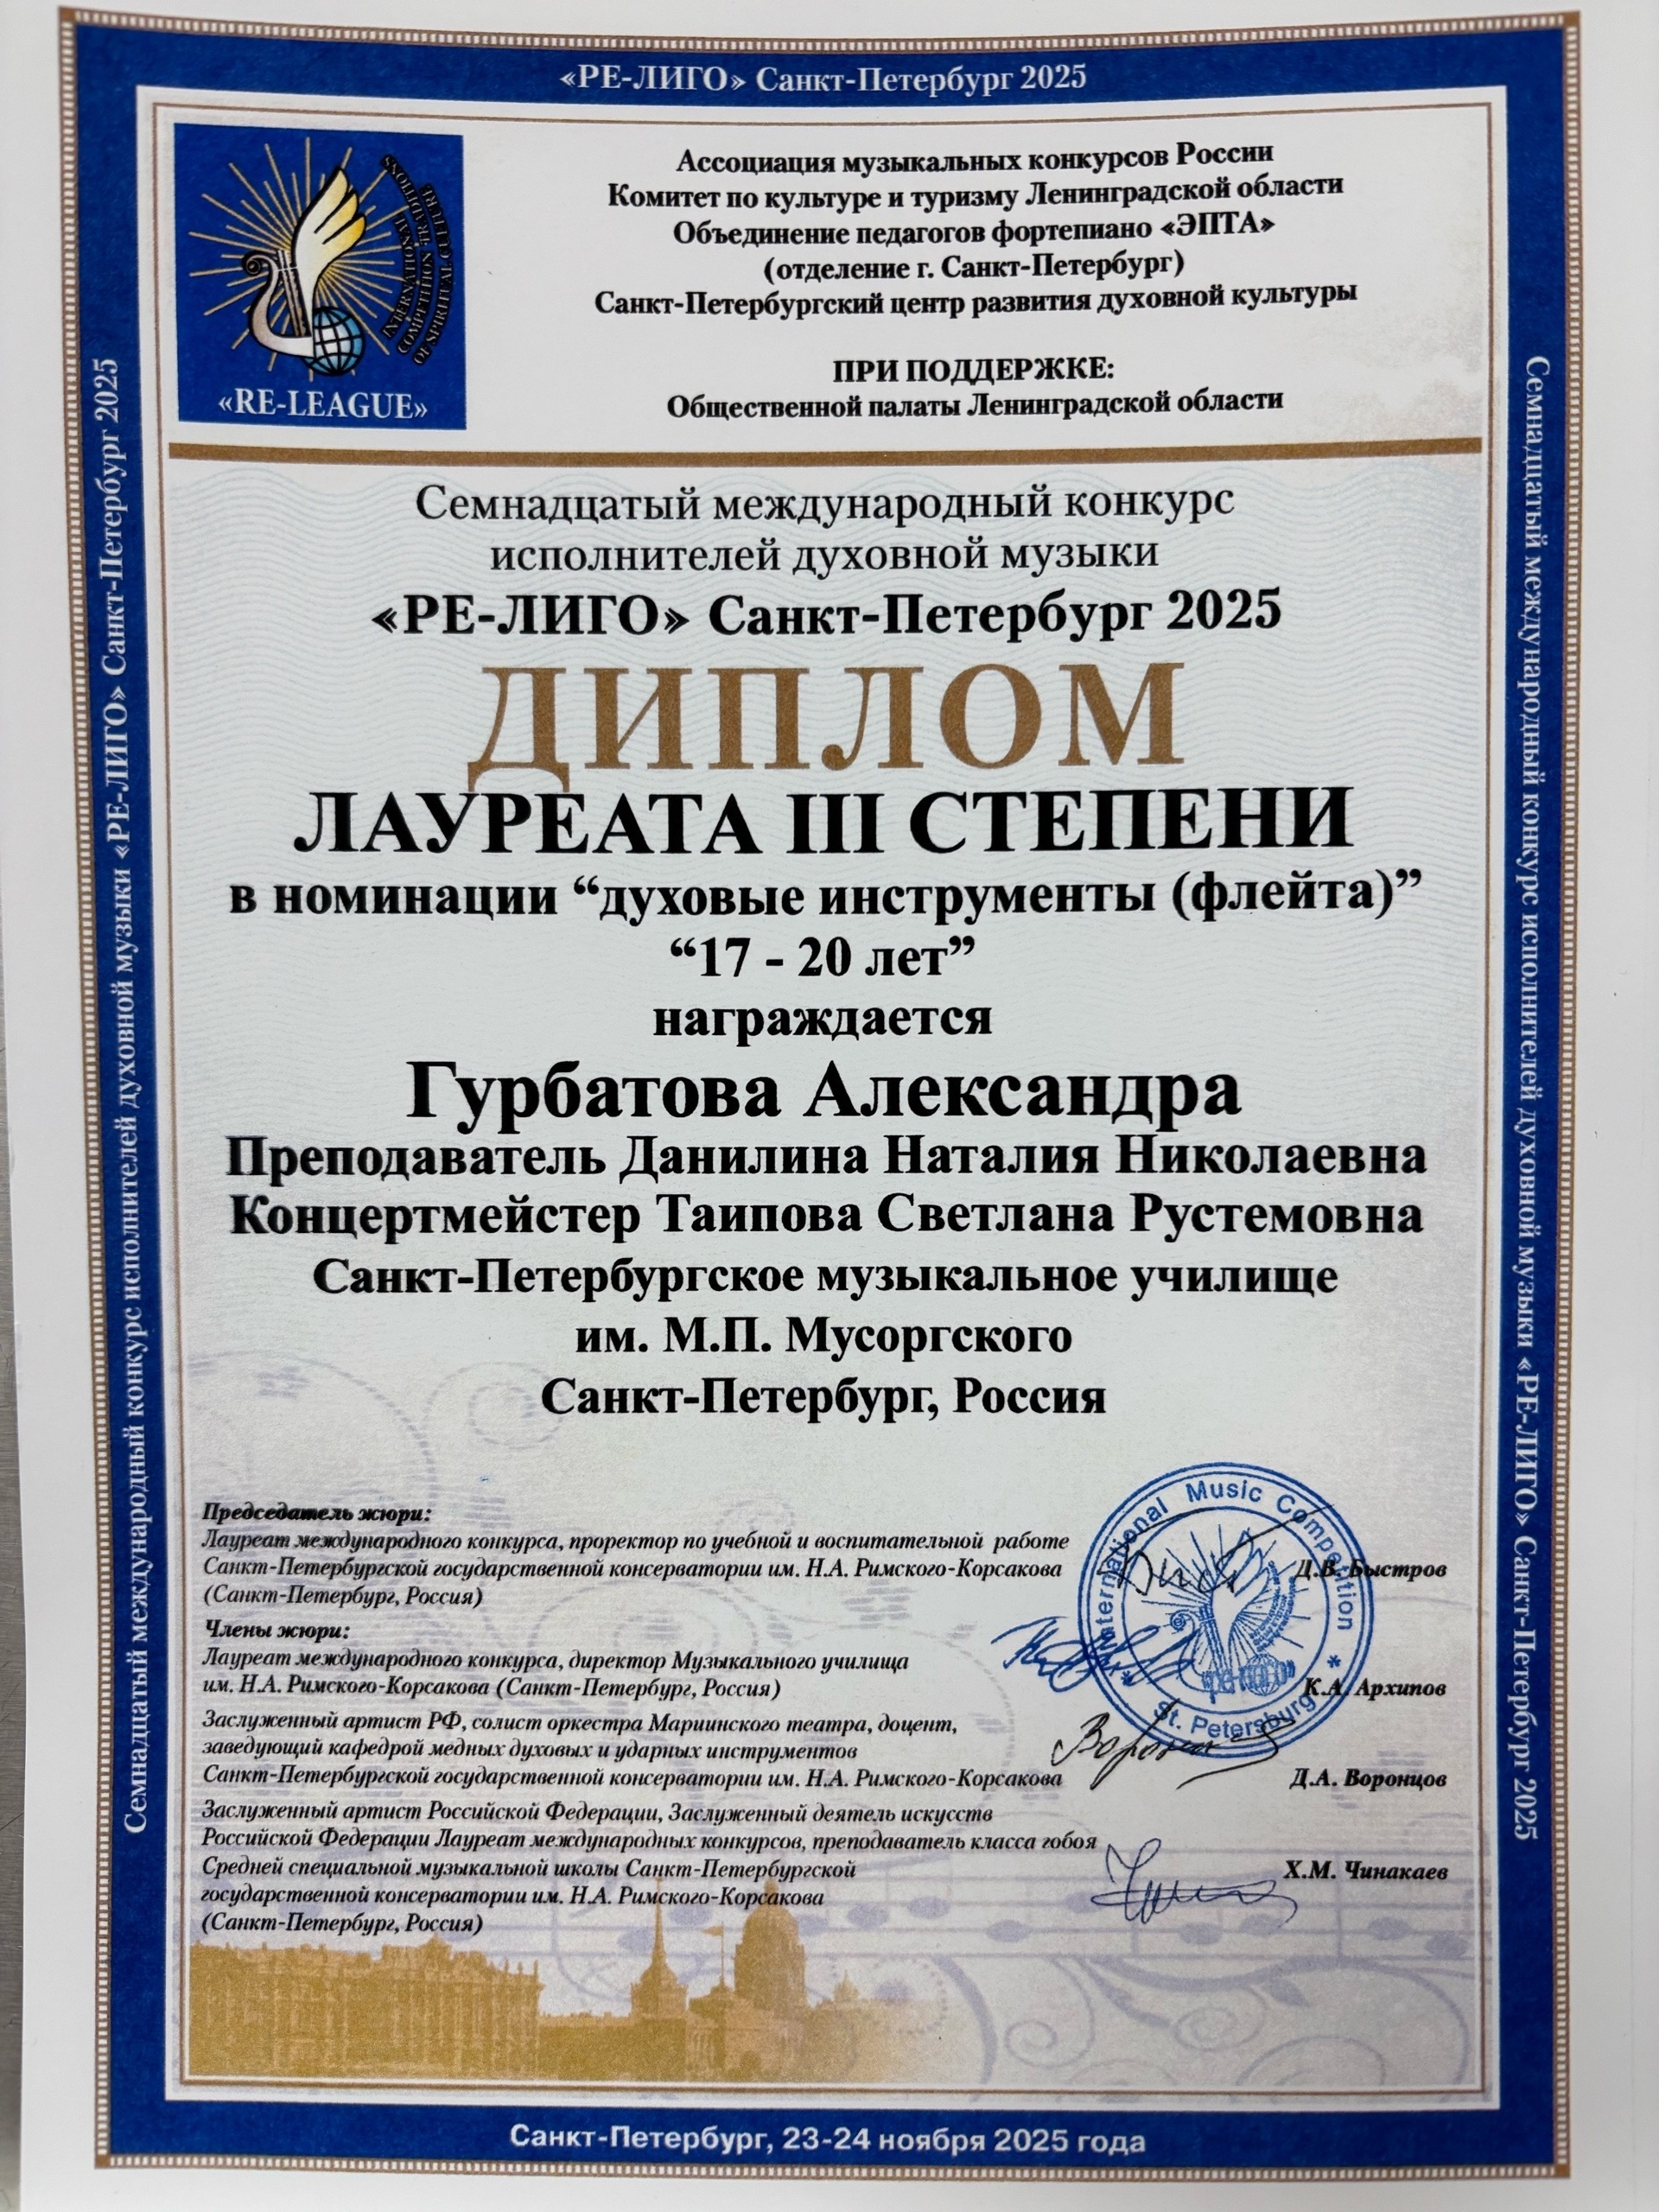 «РЕ-ЛИГО» Санкт-Петербург 2025
INTERNATIONAL
COMPETITION TRADITIONS
OF SPIRITUAL CULTURE
«RE-LEAGUE»
Ассоциация музыкальных конкурсов России
Комитет по культуре и туризму Ленинградской области
Объединение педагогов фортепиано «ЭПТА»
(отделение г. Санкт-Петербург)
Санкт-Петербургский центр развития духовной культуры
ПРИ ПОДДЕРЖКЕ:
Общественной палаты Ленинградской области
Семнадцатый международный конкурс исполнителей духовной музыки «РЕ-ЛИГО» Санкт-Петербург 2025
Семнадцатый международный конкурс исполнителей духовной музыки «РЕ-ЛИГО» Санкт-Петербург 2025
Семнадцатый международный конкурс
исполнителей духовной музыки
«РЕ-ЛИГО» Санкт-Петербург 2025
ДИПЛОМ
ЛАУРЕАТА III СТЕПЕНИ
в номинации “духовые инструменты (флейта)”
“17 - 20 лет”
награждается
Гурбатова Александра
Преподаватель Данилина Наталия Николаевна
Концертмейстер Таипова Светлана Рустемовна
Санкт-Петербургское музыкальное училище
им. М.П. Мусоргского
Санкт-Петербург, Россия
Председатель жюри:
Лауреат международного конкурса, проректор по учебной и воспитательной работе
Санкт-Петербургской государственной консерватории им. Н.А. Римского-Корсакова
Д.В. Быстров
(Санкт-Петербург, Россия)
Члены жюри:
Лауреат международного конкурса, директор Музыкального училища
им. Н.А. Римского-Корсакова (Санкт-Петербург, Россия)
К.А. Архипов
Заслуженный артист РФ, солист оркестра Мариинского театра, доцент,
заведующий кафедрой медных духовых и ударных инструментов
Санкт-Петербургской государственной консерватории им. Н.А. Римского-Корсакова
Д.А. Воронцов
Заслуженный артист Российской Федерации, Заслуженный деятель искусств
Российской Федерации Лауреат международных конкурсов, преподаватель класса гобоя
Средней специальной музыкальной школы Санкт-Петербургской
Х.М. Чинакаев
государственной консерватории им. Н.А. Римского-Корсакова
(Санкт-Петербург, Россия)
International Music Competition
* St. Petersburg *
Санкт-Петербург, 23-24 ноября 2025 года